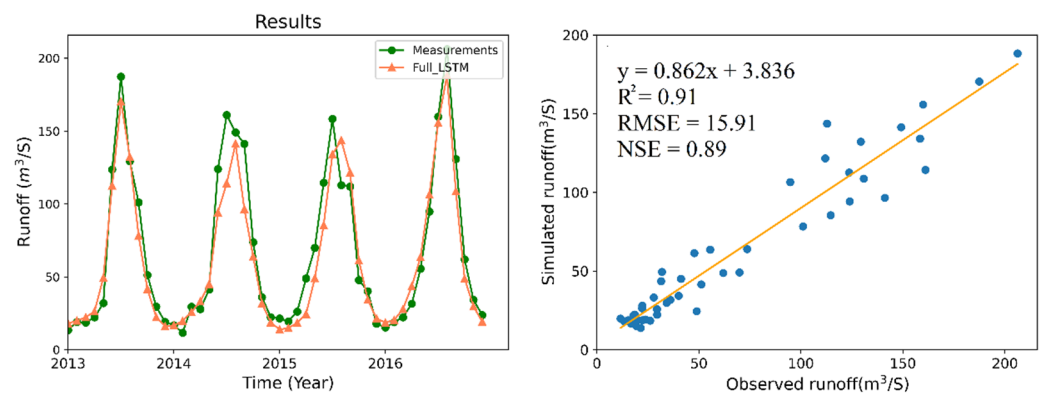 Results
Measurements
Full_LSTM
Runoff (m³/S)
200
150
100
50
0
2013 2014 2015 2016
Time (Year)
y = 0.862x + 3.836
R² = 0.91
RMSE = 15.91
NSE = 0.89
Simulated runoff(m³/S)
200
150
100
50
0
0 50 100 150 200
Observed runoff(m³/S)